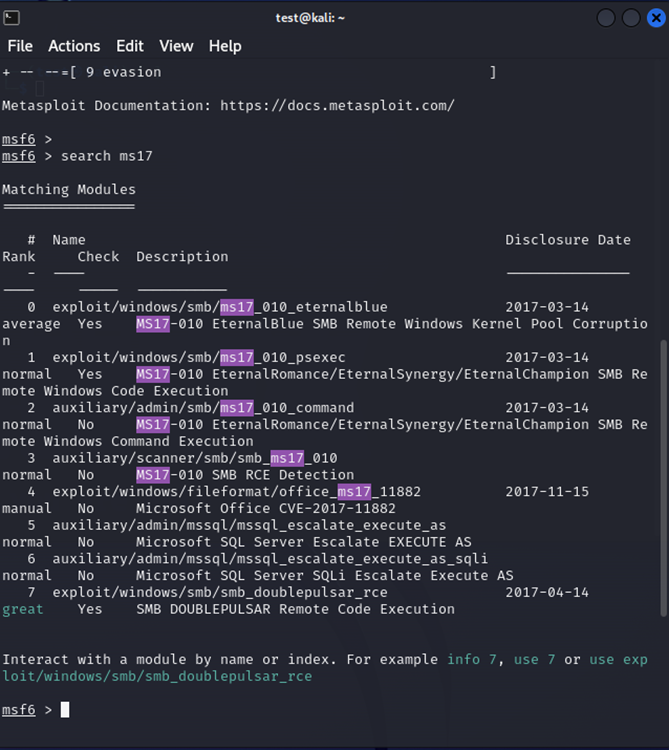 test@kali: ~
File Actions Edit View Help
+ -- --=[ 9 evasion ]
Metasploit Documentation: https://docs.metasploit.com/
msf6 >
msf6 > search ms17
Matching Modules
================
# Name Disclosure Date
Rank Check Description
- ---- ---------------
---- ----- -----------
0 exploit/windows/smb/ms17_010_eternalblue 2017-03-14
average Yes MS17-010 EternalBlue SMB Remote Windows Kernel Pool Corruptio
n
1 exploit/windows/smb/ms17_010_psexec 2017-03-14
normal Yes MS17-010 EternalRomance/EternalSynergy/EternalChampion SMB Re
mote Windows Code Execution
2 auxiliary/admin/smb/ms17_010_command 2017-03-14
normal No MS17-010 EternalRomance/EternalSynergy/EternalChampion SMB Re
mote Windows Command Execution
3 auxiliary/scanner/smb/smb_ms17_010
normal No MS17-010 SMB RCE Detection
4 exploit/windows/fileformat/office_ms17_11882 2017-11-15
manual No Microsoft Office CVE-2017-11882
5 auxiliary/admin/mssql/mssql_escalate_execute_as
normal No Microsoft SQL Server Escalate EXECUTE AS
6 auxiliary/admin/mssql/mssql_escalate_execute_as_sqli
normal No Microsoft SQL Server SQLi Escalate Execute AS
7 exploit/windows/smb/smb_doublepulsar_rce 2017-04-14
great Yes SMB DOUBLEPULSAR Remote Code Execution
Interact with a module by name or index. For example info 7, use 7 or use exp
loit/windows/smb/smb_doublepulsar_rce
msf6 >